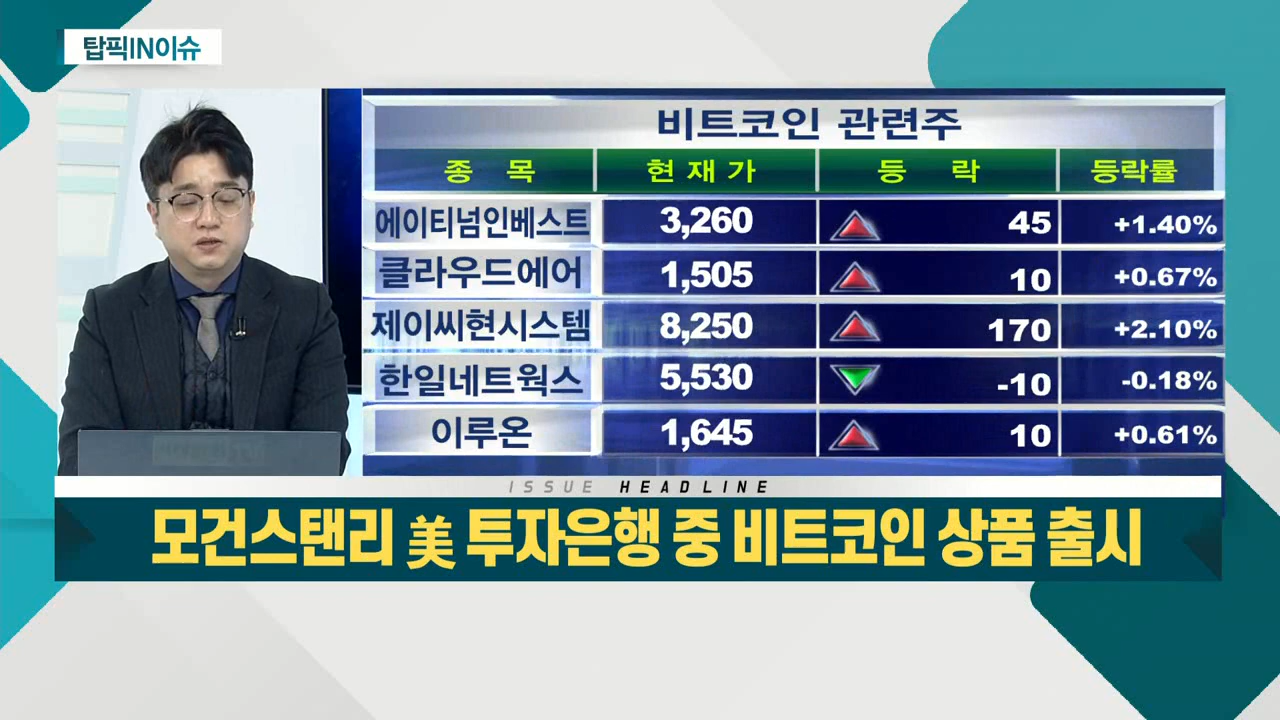 탑픽IN이슈
비트코인 관련주
종 목 현 재 가 등 락 등락률
에이티넘인베스트 3,260 45 +1.40%
클라우드에어 1,505 10 +0.67%
제이씨현시스템 8,250 170 +2.10%
한일네트웍스 5,530 -10 -0.18%
이루온 1,645 10 +0.61%
ISSUE HEADLINE
모건스탠리 美 투자은행 중 비트코인 상품 출시